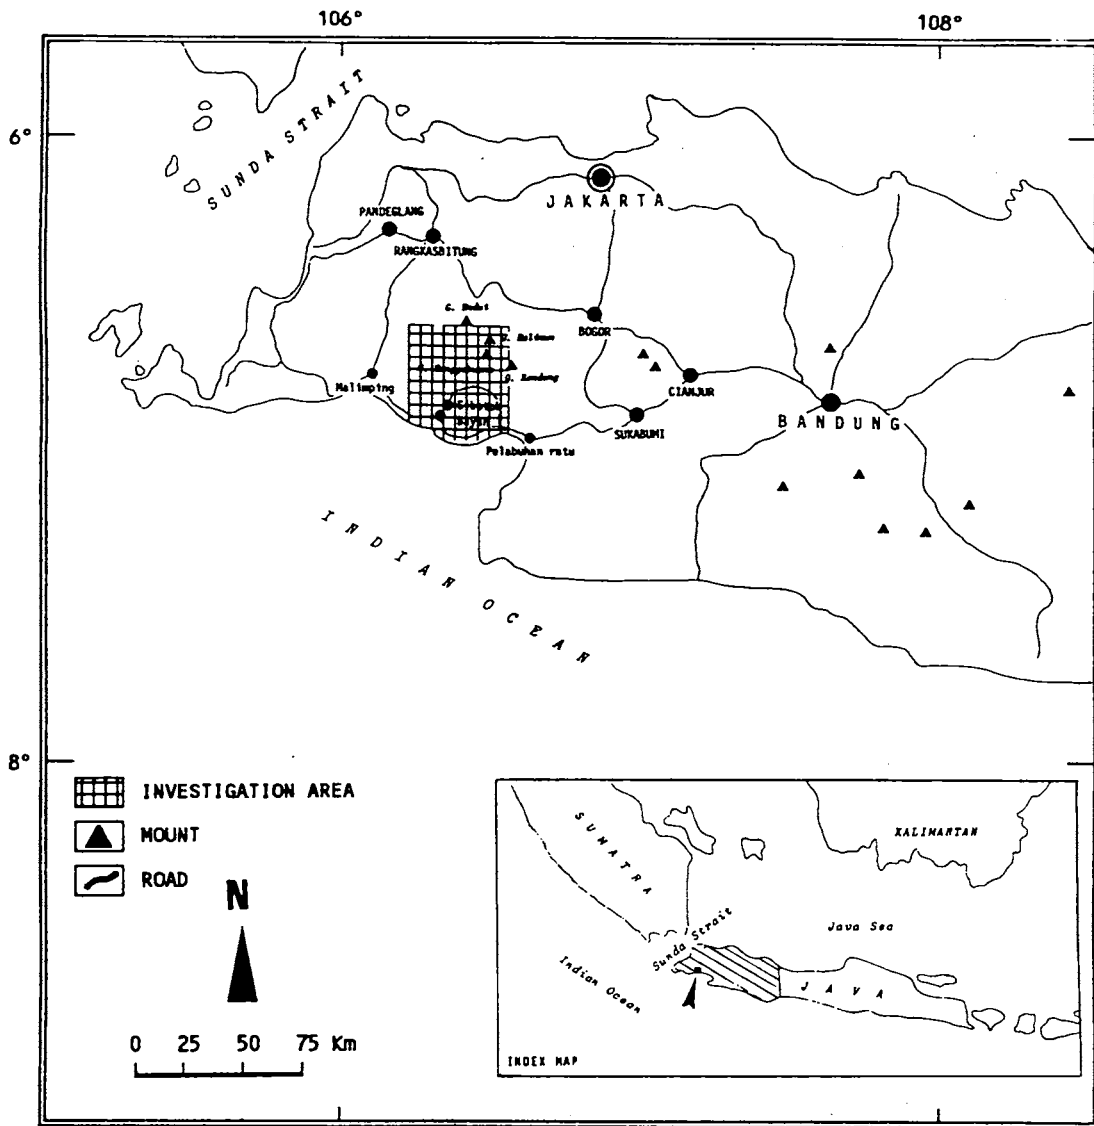 106° 108°
6°
SUNDA STRAIT
JAKARTA
PANDEGLANG
RANGKASBITUNG
BOGOR
G. Kendeng
Malimping
CIANJUR
BANDUNG
SUKABUMI
Bayah
Pelabuhan ratu
INDIAN OCEAN
8°
INVESTIGATION AREA
MOUNT
ROAD
N
0 25 50 75 Km
SUMATRA
KALIMANTAN
Sunda Strait
Java Sea
Indian Ocean
JAVA
INDEX MAP